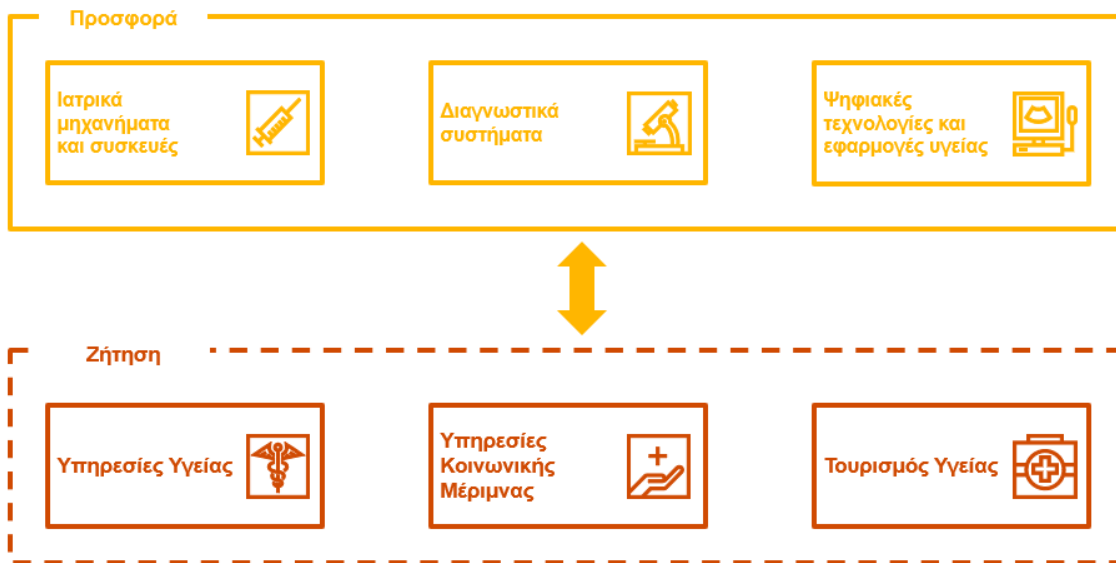 Προσφορά
Ιατρικά
μηχανήματα
και συσκευές
Διαγνωστικά
συστήματα
Ψηφιακές
τεχνολογίες και
εφαρμογές υγείας
Ζήτηση
Υπηρεσίες Υγείας
Υπηρεσίες
Κοινωνικής
Μέριμνας
Τουρισμός Υγείας